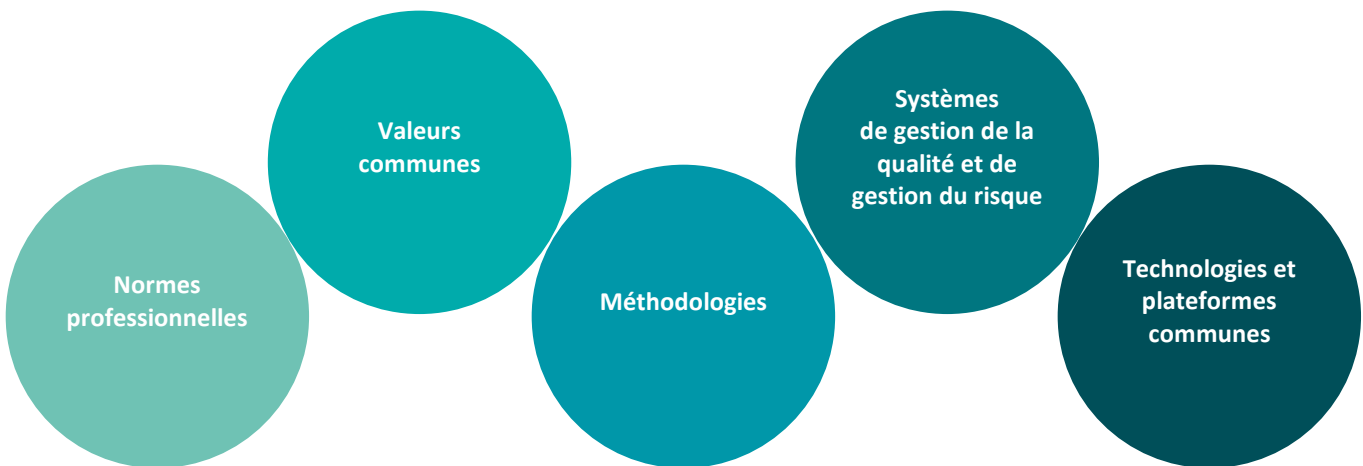 Normes
professionnelles
Valeurs
communes
Méthodologies
Systèmes
de gestion de la
qualité et de
gestion du risque
Technologies et
plateformes
communes